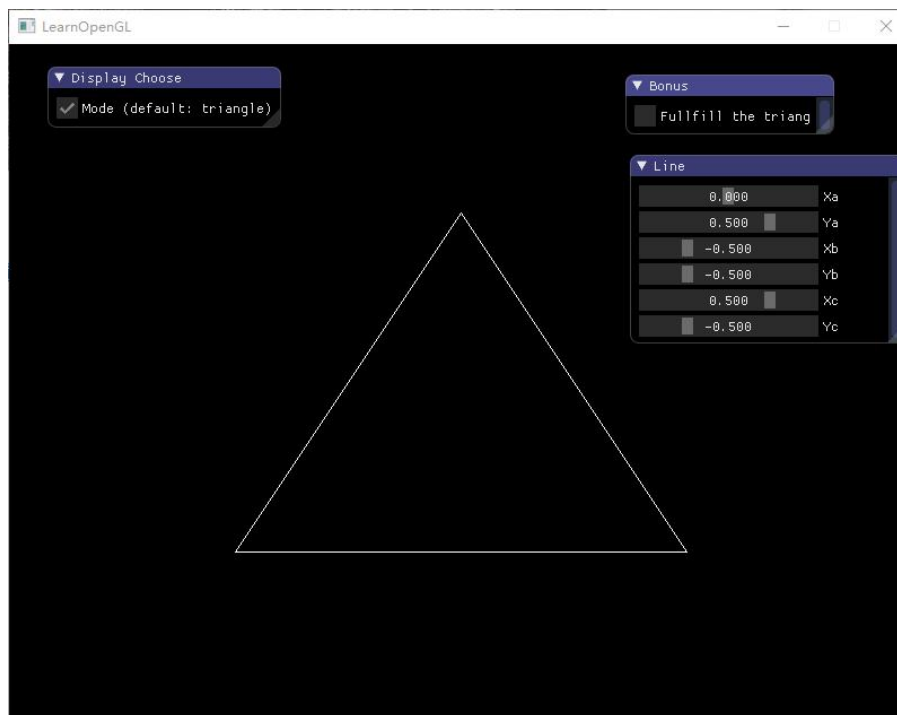 LearnOpenGL
Display Choose
Mode (default: triangle)
Bonus
Fullfill the triang
Line
0.000 Xa
0.500 Ya
-0.500 Xb
-0.500 Yb
0.500 Xc
-0.500 Yc